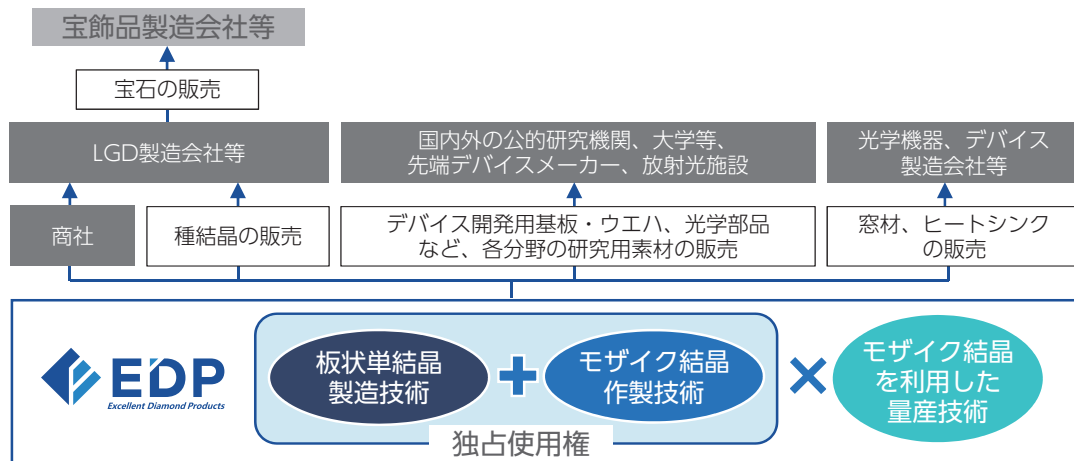 宝飾品製造会社等
宝石の販売
LGD製造会社等
国内外の公的研究機関、大学等、
先端デバイスメーカー、放射光施設
光学機器、デバイス
製造会社等
商社
種結晶の販売
デバイス開発用基板・ウエハ、光学部品
など、各分野の研究用素材の販売
窓材、ヒートシンク
の販売
EDP
Excellent Diamond Products
板状単結晶
製造技術
+
モザイク結晶
作製技術
×
モザイク結晶
を利用した
量産技術
独占使用権